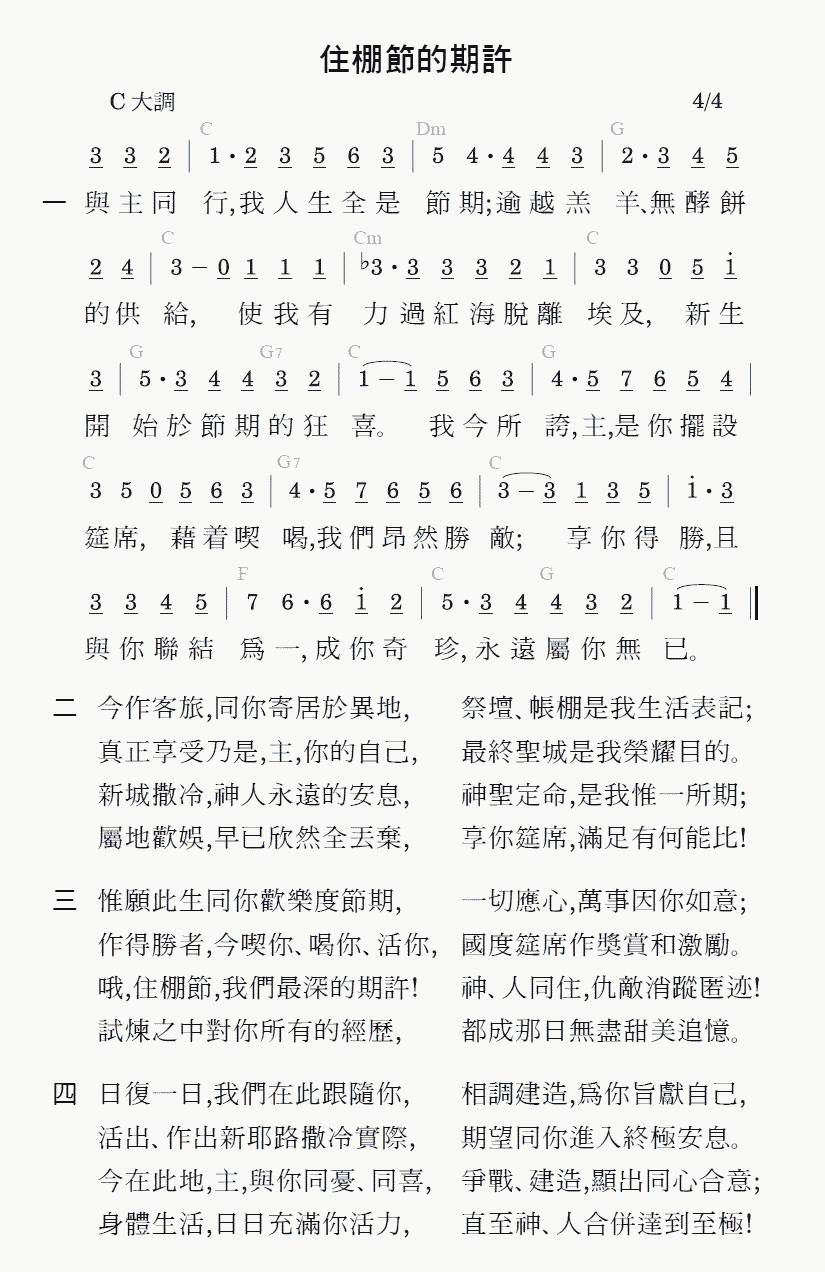 住棚節的期許
C 大調 4/4
C Dm G
3 3 2 | 1 • 2 3 5 6 3 | 5 4 • 4 4 3 | 2 • 3 4 5
一 與主同 行,我人生全是 節期;逾越羔 羊、無酵餅
C Cm C
2 4 | 3 – 0 1 1 1 | ♭3 • 3 3 3 2 1 | 3 3 0 5 i
的供 給, 使我有 力過紅海脫離 埃及, 新生
G G7 C G
3 | 5 • 3 4 4 3 2 | 1 – 1 5 6 3 | 4 • 5 7 6 5 4 |
開 始於節期的狂 喜。 我今所 誇,主,是你擺設
C G7 C
3 5 0 5 6 3 | 4 • 5 7 6 5 6 | 3 – 3 1 3 5 | i • 3
筵席, 藉着喫 喝,我們昂然勝 敵; 享你得 勝,且
F C G C
3 3 4 5 | 7 6 • 6 i 2 | 5 • 3 4 4 3 2 | 1 – 1 ‖
與你聯結 爲一,成你奇 珍,永遠屬你無 已。
二 今作客旅,同你寄居於異地, 祭壇、帳棚是我生活表記;
真正享受乃是,主,你的自己, 最終聖城是我榮耀目的。
新城撒冷,神人永遠的安息, 神聖定命,是我惟一所期;
屬地歡娛,早已欣然全丟棄, 享你筵席,滿足有何能比!
三 惟願此生同你歡樂度節期, 一切應心,萬事因你如意;
作得勝者,今喫你、喝你、活你, 國度筵席作獎賞和激勵。
哦,住棚節,我們最深的期許! 神、人同住,仇敵消蹤匿迹!
試煉之中對你所有的經歷, 都成那日無盡甜美追憶。
四 日復一日,我們在此跟隨你, 相調建造,爲你旨獻自己,
活出、作出新耶路撒冷實際, 期望同你進入終極安息。
今在此地,主,與你同憂、同喜, 爭戰、建造,顯出同心合意;
身體生活,日日充滿你活力, 直至神、人合併達到至極!